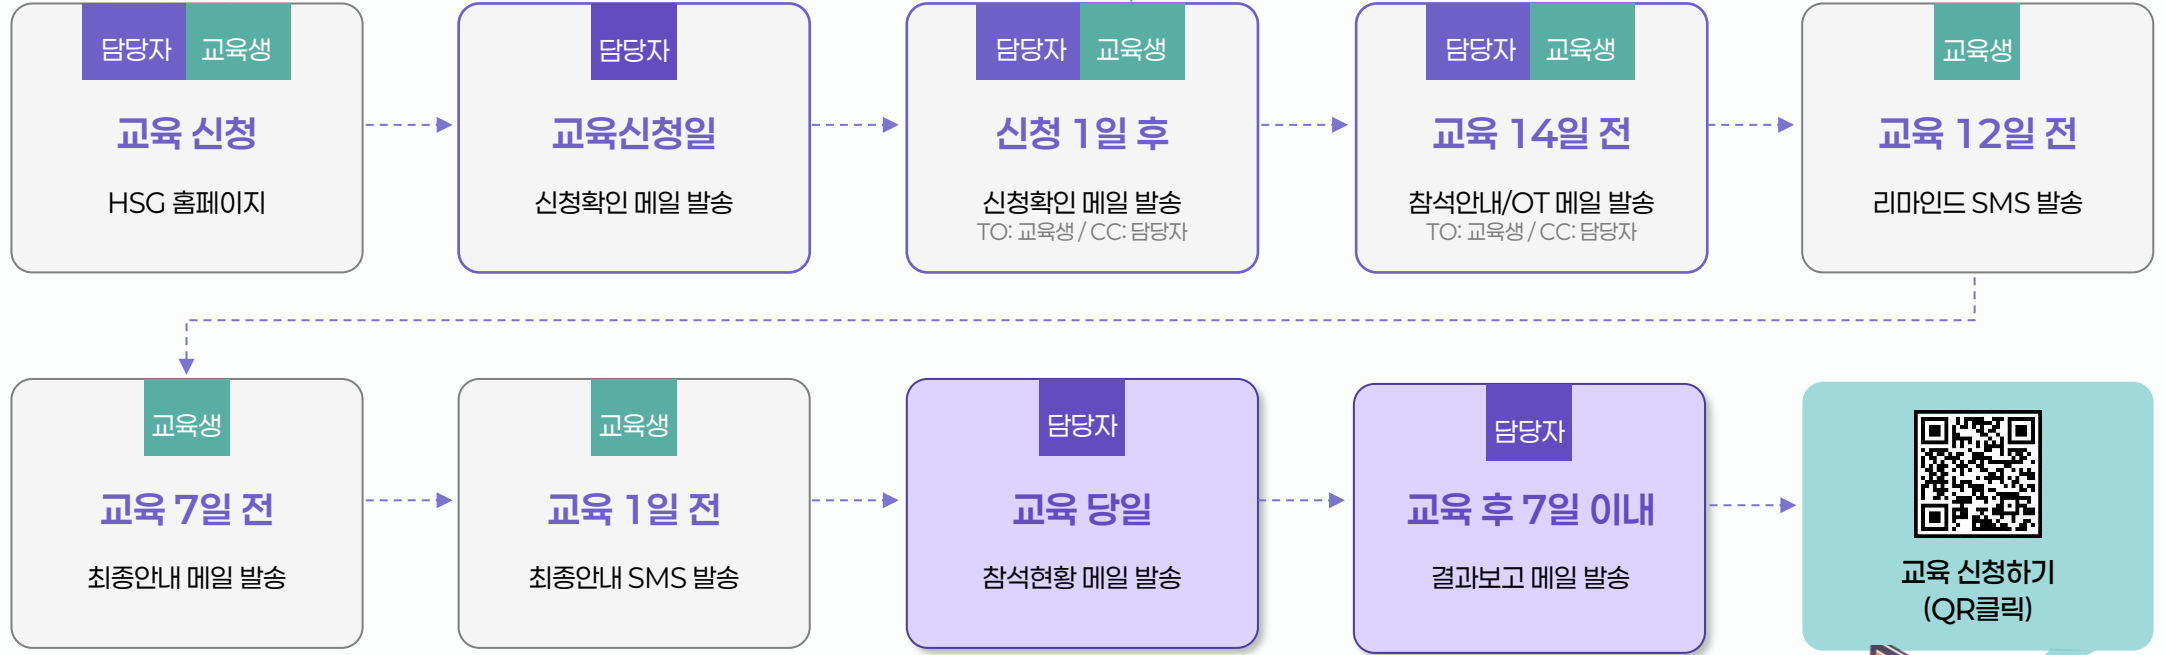 담당자 교육생
교육 신청
HSG 홈페이지
담당자
교육신청일
신청확인 메일 발송
담당자 교육생
신청 1일 후
신청확인 메일 발송
TO: 교육생 / CC: 담당자
담당자 교육생
교육 14일 전
참석안내/OT 메일 발송
TO: 교육생 / CC: 담당자
교육생
교육 12일 전
리마인드 SMS 발송
교육생
교육 7일 전
최종안내 메일 발송
교육생
교육 1일 전
최종안내 SMS 발송
담당자
교육 당일
참석현황 메일 발송
담당자
교육 후 7일 이내
결과보고 메일 발송
교육 신청하기
(QR클릭)